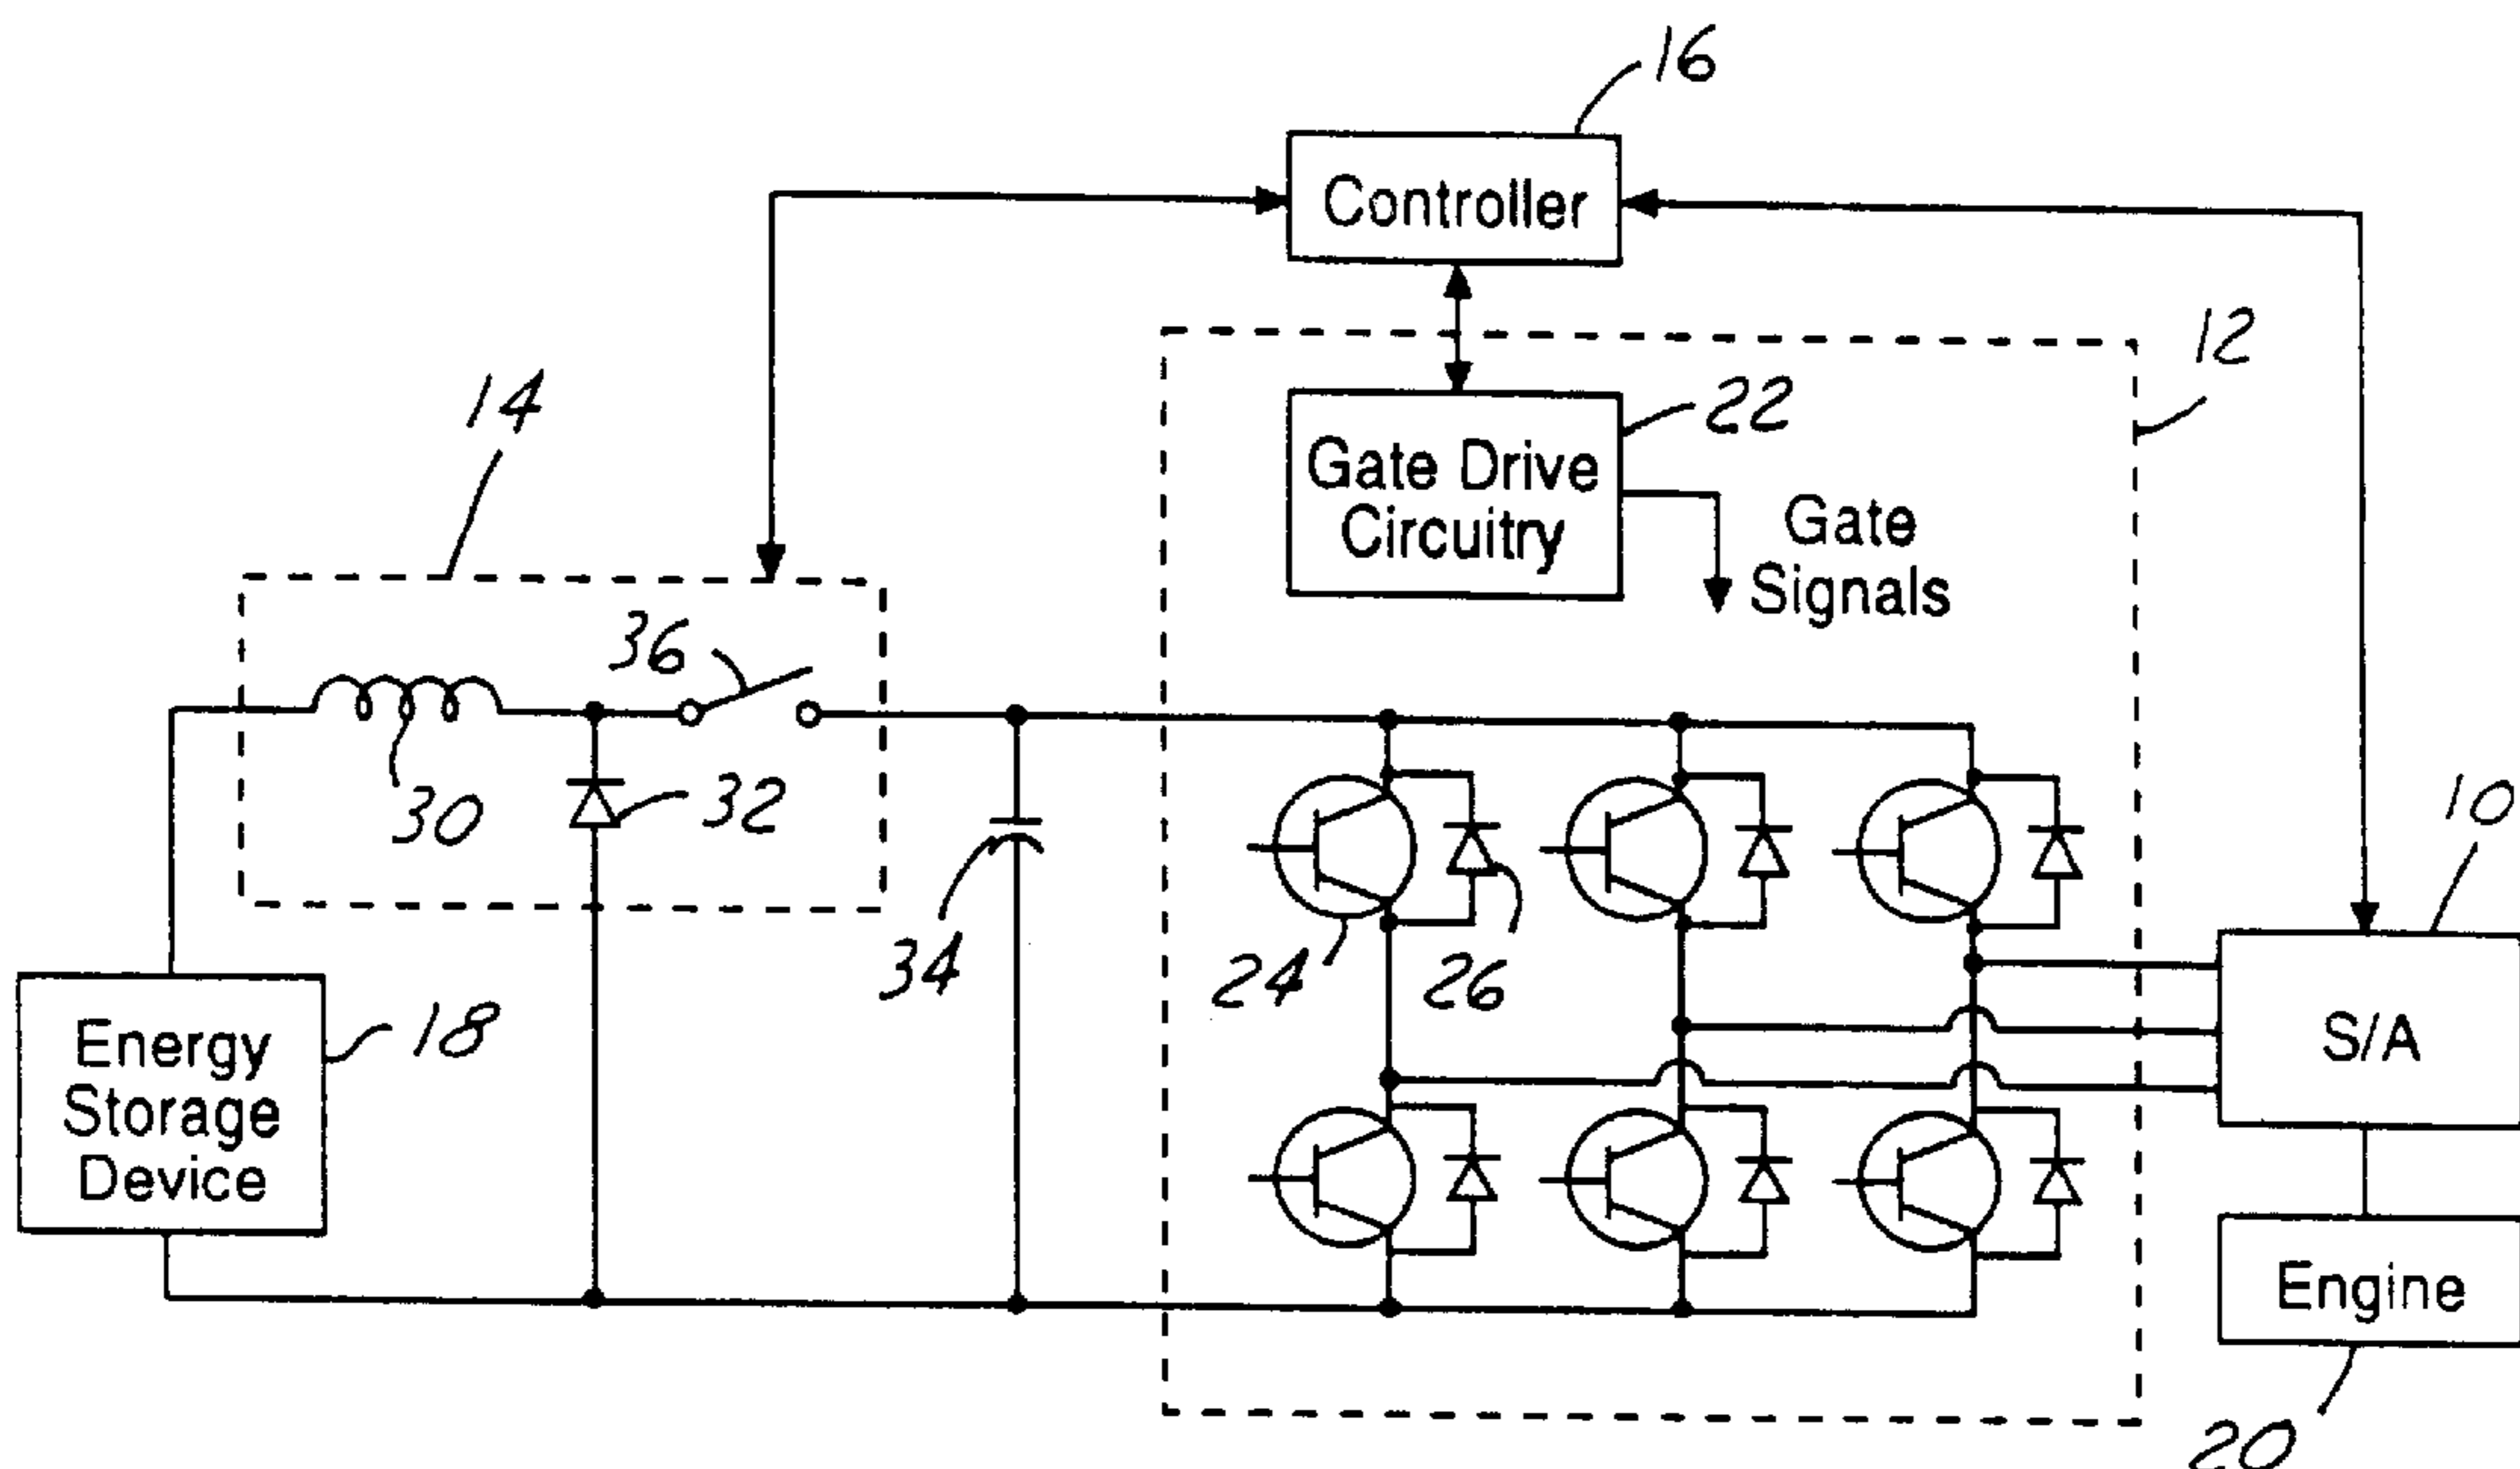 16
Controller
12
14
22
Gate Drive
Circuitry
Gate
Signals
36
30
32
10
34
24
26
18
Energy
Storage
Device
S/A
Engine
20